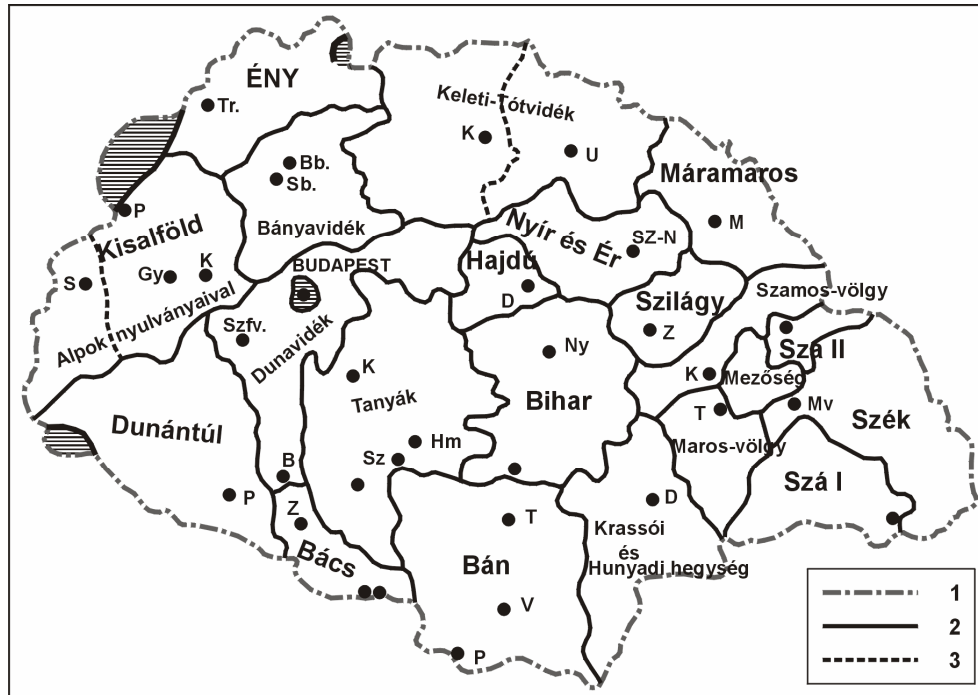 ÉNY
Tr.
Keleti-Tótvidék
K
U
Bb.
Sb.
Bányavidék
Máramaros
M
P
Kisalföld
S
Gy
K
Alpok nyulványaival
Nyír és Ér
SZ-N
Hajdú
D
BUDAPEST
Szilágy
Z
Szamos-völgy
Szá II
Szfv.
Dunavidék
K
Tanyák
Hm
Sz
Ny
Bihar
K
Mezőség
T
Maros-völgy
Mv
Szék
Szá I
Dunántúl
P
B
Z
Bács
T
Bán
V
P
D
Krassói
és
Hunyadi hegység
1
2
3